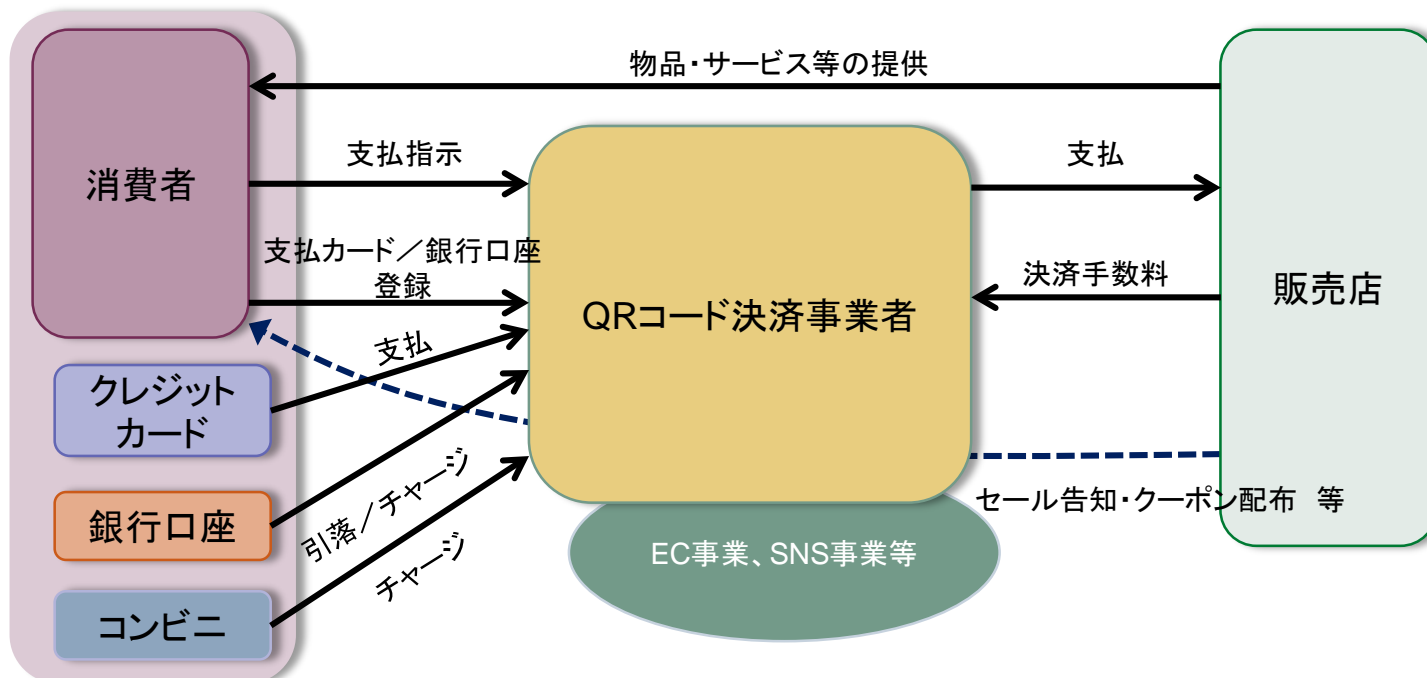 物品・サービス等の提供
消費者
支払指示
支払
支払カード／銀行口座
登録
決済手数料
QRコード決済事業者
販売店
支払
クレジット
カード
引落／チャージ
セール告知・クーポン配布　等
銀行口座
EC事業、SNS事業等
チャージ
コンビニ